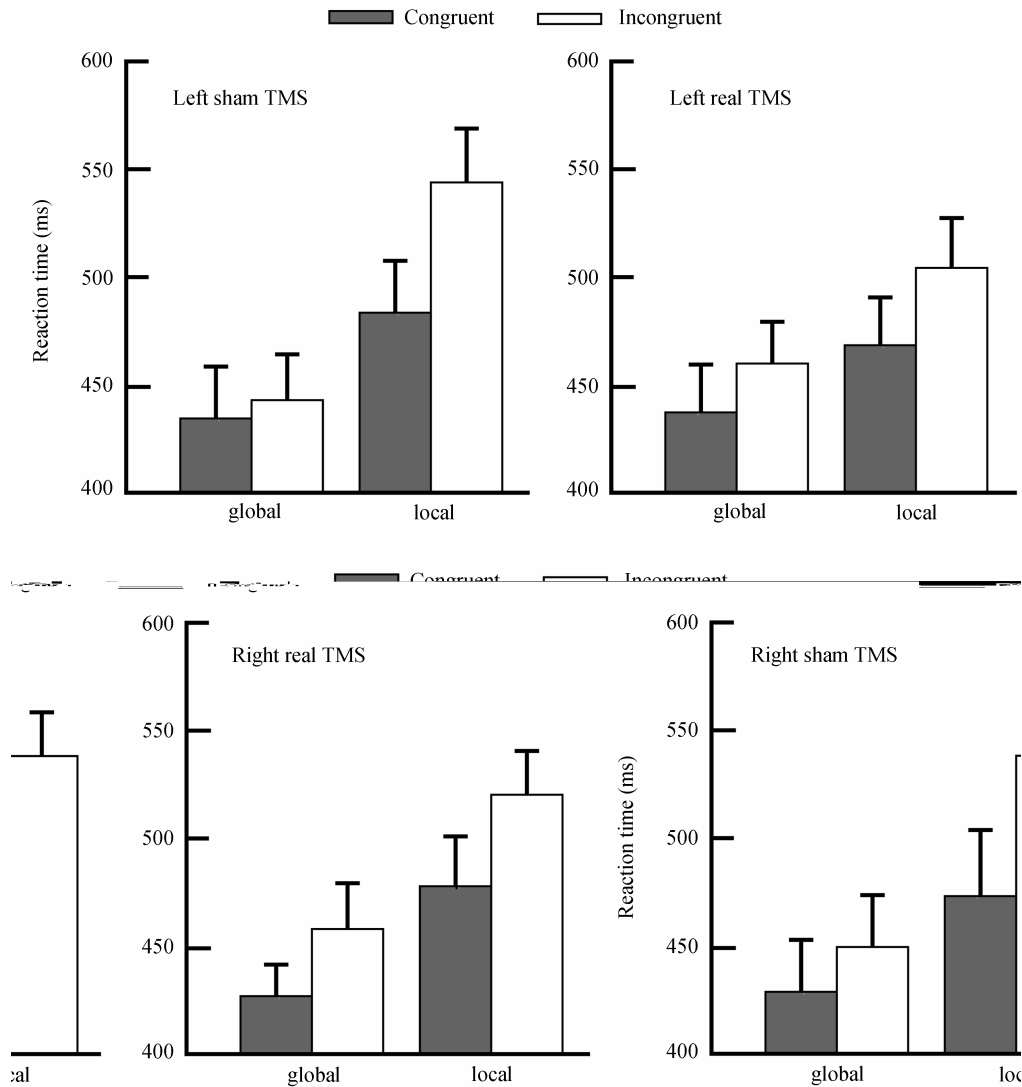 Congruent Incongruent
600 600
Left sham TMS Left real TMS
550 550
Reaction time (ms)
500 500
450 450
400 400
global local global local
Congruent Incongruent
600 600
Right real TMS Right sham TMS
550 550
Reaction time (ms)
500 500
450 450
400 400
cal global local global loc